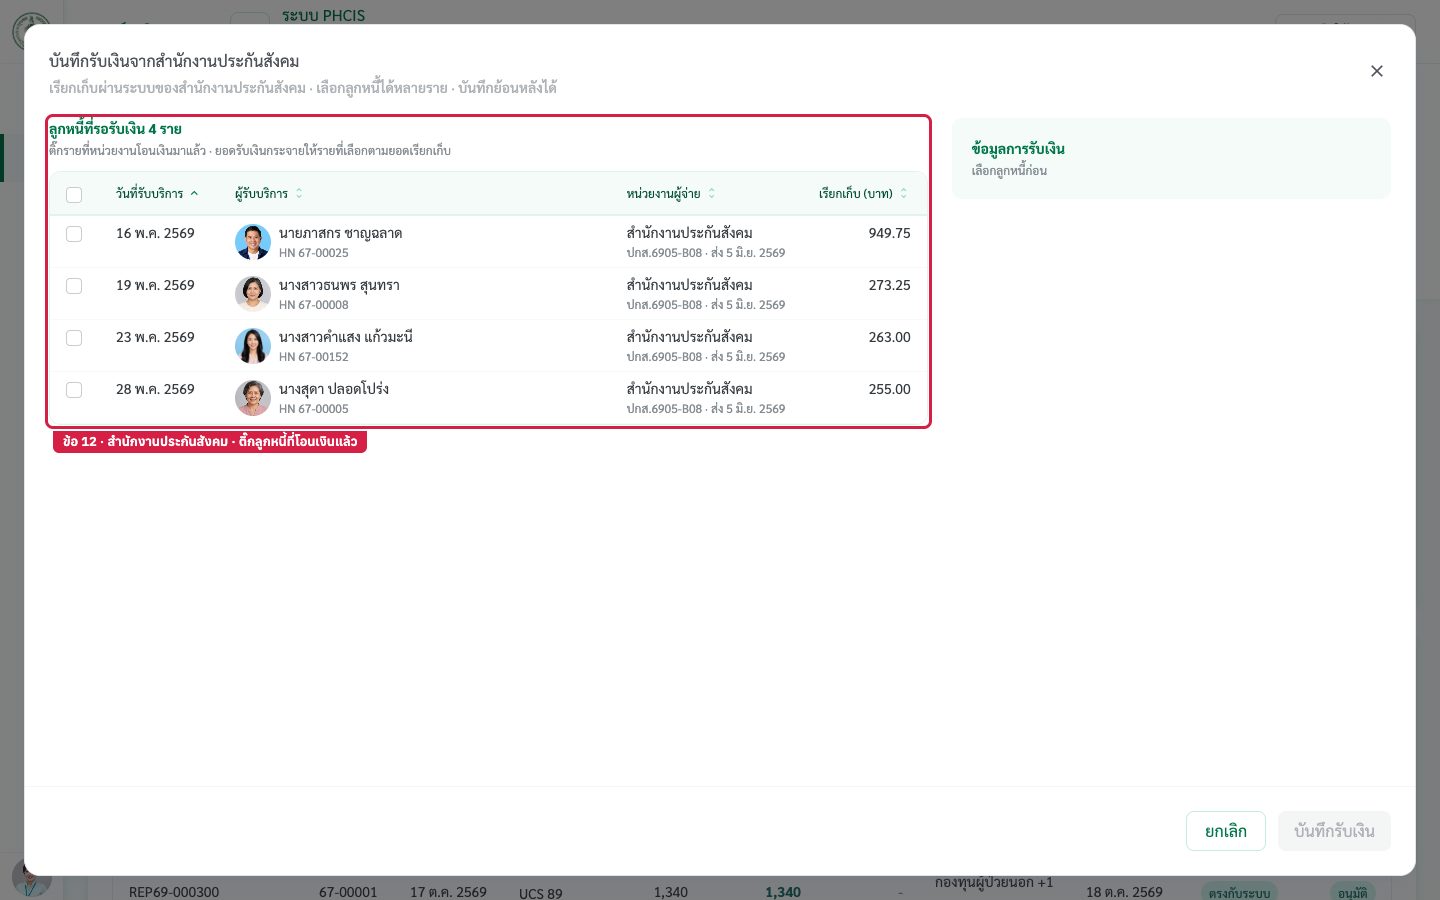 ระบบ PHCIS
บันทึกรับเงินจากสำนักงานประกันสังคม
เรียกเก็บผ่านระบบของสำนักงานประกันสังคม · เลือกลูกหนี้ได้หลายราย · บันทึกย้อนหลังได้
ลูกหนี้ที่รอรับเงิน 4 ราย
ติ๊กรายที่หน่วยงานโอนเงินมาแล้ว · ยอดรับเงินกระจายให้รายที่เลือกตามยอดเรียกเก็บ
ข้อมูลการรับเงิน
เลือกลูกหนี้ก่อน
วันที่รับบริการ ผู้รับบริการ หน่วยงานผู้จ่าย เรียกเก็บ (บาท)
16 พ.ค. 2569 นายภาสกร ชาญฉลาด สำนักงานประกันสังคม 949.75
HN 67-00025 ปกส.6905-B08 · ส่ง 5 มิ.ย. 2569
19 พ.ค. 2569 นางสาวธนพร สุนทรา สำนักงานประกันสังคม 273.25
HN 67-00008 ปกส.6905-B08 · ส่ง 5 มิ.ย. 2569
23 พ.ค. 2569 นางสาวคำแสง แก้วมะนี สำนักงานประกันสังคม 263.00
HN 67-00152 ปกส.6905-B08 · ส่ง 5 มิ.ย. 2569
28 พ.ค. 2569 นางสุดา ปลอดโปร่ง สำนักงานประกันสังคม 255.00
HN 67-00005 ปกส.6905-B08 · ส่ง 5 มิ.ย. 2569
ข้อ 12 · สำนักงานประกันสังคม · ติ๊กลูกหนี้ที่โอนเงินแล้ว
ยกเลิก บันทึกรับเงิน
REP69-000300 67-00001 17 ต.ค. 2569 UCS 89 1,340 1,340 - กองทุนผู้ป่วยนอก +1 18 ต.ค. 2569 ตรงกับระบบ อนุมัติ